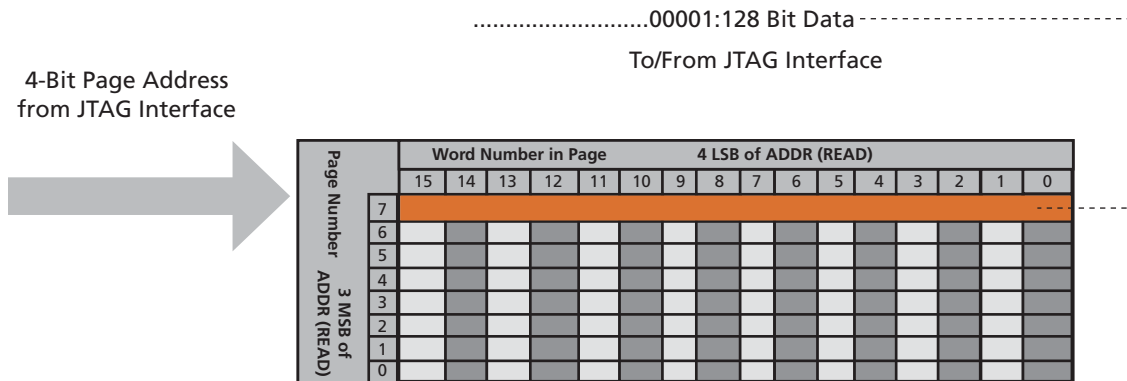 ...........................00001:128 Bit Data
To/From JTAG Interface
4-Bit Page Address
from JTAG Interface
Page Number
3 MSB of
ADDR (READ)
Word Number in Page 4 LSB of ADDR (READ)
15 14 13 12 11 10 9 8 7 6 5 4 3 2 1 0
7
6
5
4
3
2
1
0